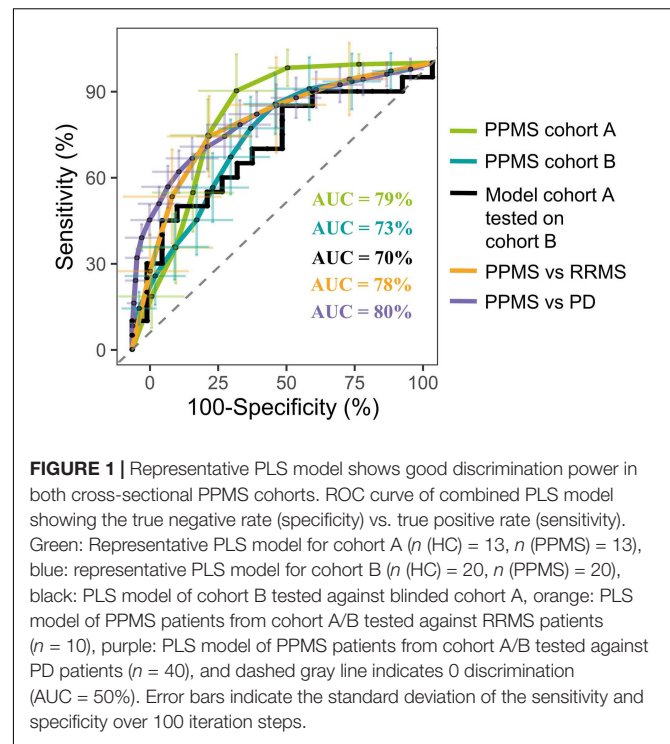 90
60
30
0
Sensitivity (%)
0 25 50 75 100
100-Specificity (%)
AUC = 79%
AUC = 73%
AUC = 70%
AUC = 78%
AUC = 80%
PPMS cohort A
PPMS cohort B
Model cohort A
tested on
cohort B
PPMS vs RRMS
PPMS vs PD
FIGURE 1 | Representative PLS model shows good discrimination power in
both cross-sectional PPMS cohorts. ROC curve of combined PLS model
showing the true negative rate (specificity) vs. true positive rate (sensitivity).
Green: Representative PLS model for cohort A (n (HC) = 13, n (PPMS) = 13),
blue: representative PLS model for cohort B (n (HC) = 20, n (PPMS) = 20),
black: PLS model of cohort B tested against blinded cohort A, orange: PLS
model of PPMS patients from cohort A/B tested against RRMS patients
(n = 10), purple: PLS model of PPMS patients from cohort A/B tested against
PD patients (n = 40), and dashed gray line indicates 0 discrimination
(AUC = 50%). Error bars indicate the standard deviation of the sensitivity and
specificity over 100 iteration steps.